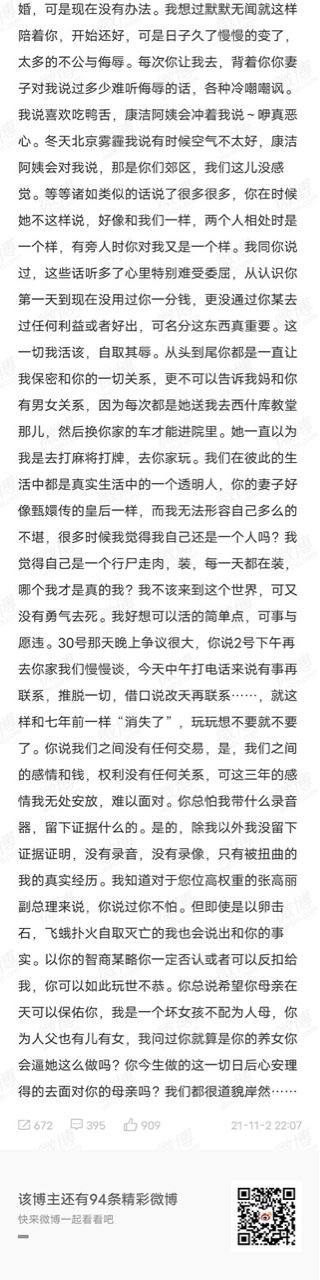 婚，可是现在没有办法。我想过默默无闻就这样
陪着你，开始还好，可是日子久了慢慢的变了，
太多的不公与侮辱。每次你让我去，背着你你妻
子对我说过多少难听侮辱的话，各种冷嘲嘲讽。
我说喜欢吃鸭舌，康洁阿姨会冲着我说～咿真恶
心。冬天北京雾霾我说有时候空气不太好，康洁
阿姨会对我说，那是你们郊区，我们这儿没感
觉。等等诸如类似的话说了很多很多，你在时候
她不这样说，好像和我们一样，两个人相处时是
一个样，有旁人时你对我又是一个样。我同你说
过，这些话听多了心里特别难受委屈，从认识你
第一天到现在没用过你一分钱，更没通过你某去
过任何利益或者好出，可名分这东西真重要。这
一切我活该，自取其辱。从头到尾你都是一直让
我保密和你的一切关系，更不可以告诉我妈和你
有男女关系，因为每次都是她送我去西什库教堂
那儿，然后换你家的车才能进院里。她一直以为
我是去打麻将打牌，去你家玩。我们在彼此的生
活中都是真实生活中的一个透明人，你的妻子好
像甄嬛传的皇后一样，而我无法形容自己多么的
不堪，很多时候我觉得我自己还是一个人吗？我
觉得自己是一个行尸走肉，装，每一天都在装，
哪个我才是真的我？我不该来到这个世界，可又
没有勇气去死。我好想可以活的简单点，可事与
愿违。30号那天晚上争议很大，你说2号下午再
去你家我们慢慢谈，今天中午打电话来说有事再
联系，推脱一切，借口说改天再联系……，就这
样和七年前一样“消失了”，玩玩想不要就不要
了。你说我们之间没有任何交易，是，我们之间
的感情和钱，权利没有任何关系，可这三年的感
情我无处安放，难以面对。你总怕我带什么录音
器，留下证据什么的。是的，除我以外我没留下
证据证明，没有录音，没有录像，只有被扭曲的
我的真实经历。我知道对于您位高权重的张高丽
副总理来说，你说过你不怕。但即使是以卵击
石，飞蛾扑火自取灭亡的我也会说出和你的事
实。以你的智商某略你一定否认或者可以反扣给
我，你可以如此玩世不恭。你总说希望你母亲在
天可以保佑你，我是一个坏女孩不配为人母，你
为人父也有儿有女，我问过你就算是你的养女你
会逼她这么做吗？你今生做的这一切日后心安理
得的去面对你的母亲吗？我们都很道貌岸然……
672 395 909 21-11-2 22:07
该博主还有94条精彩微博
快来微博一起看看吧